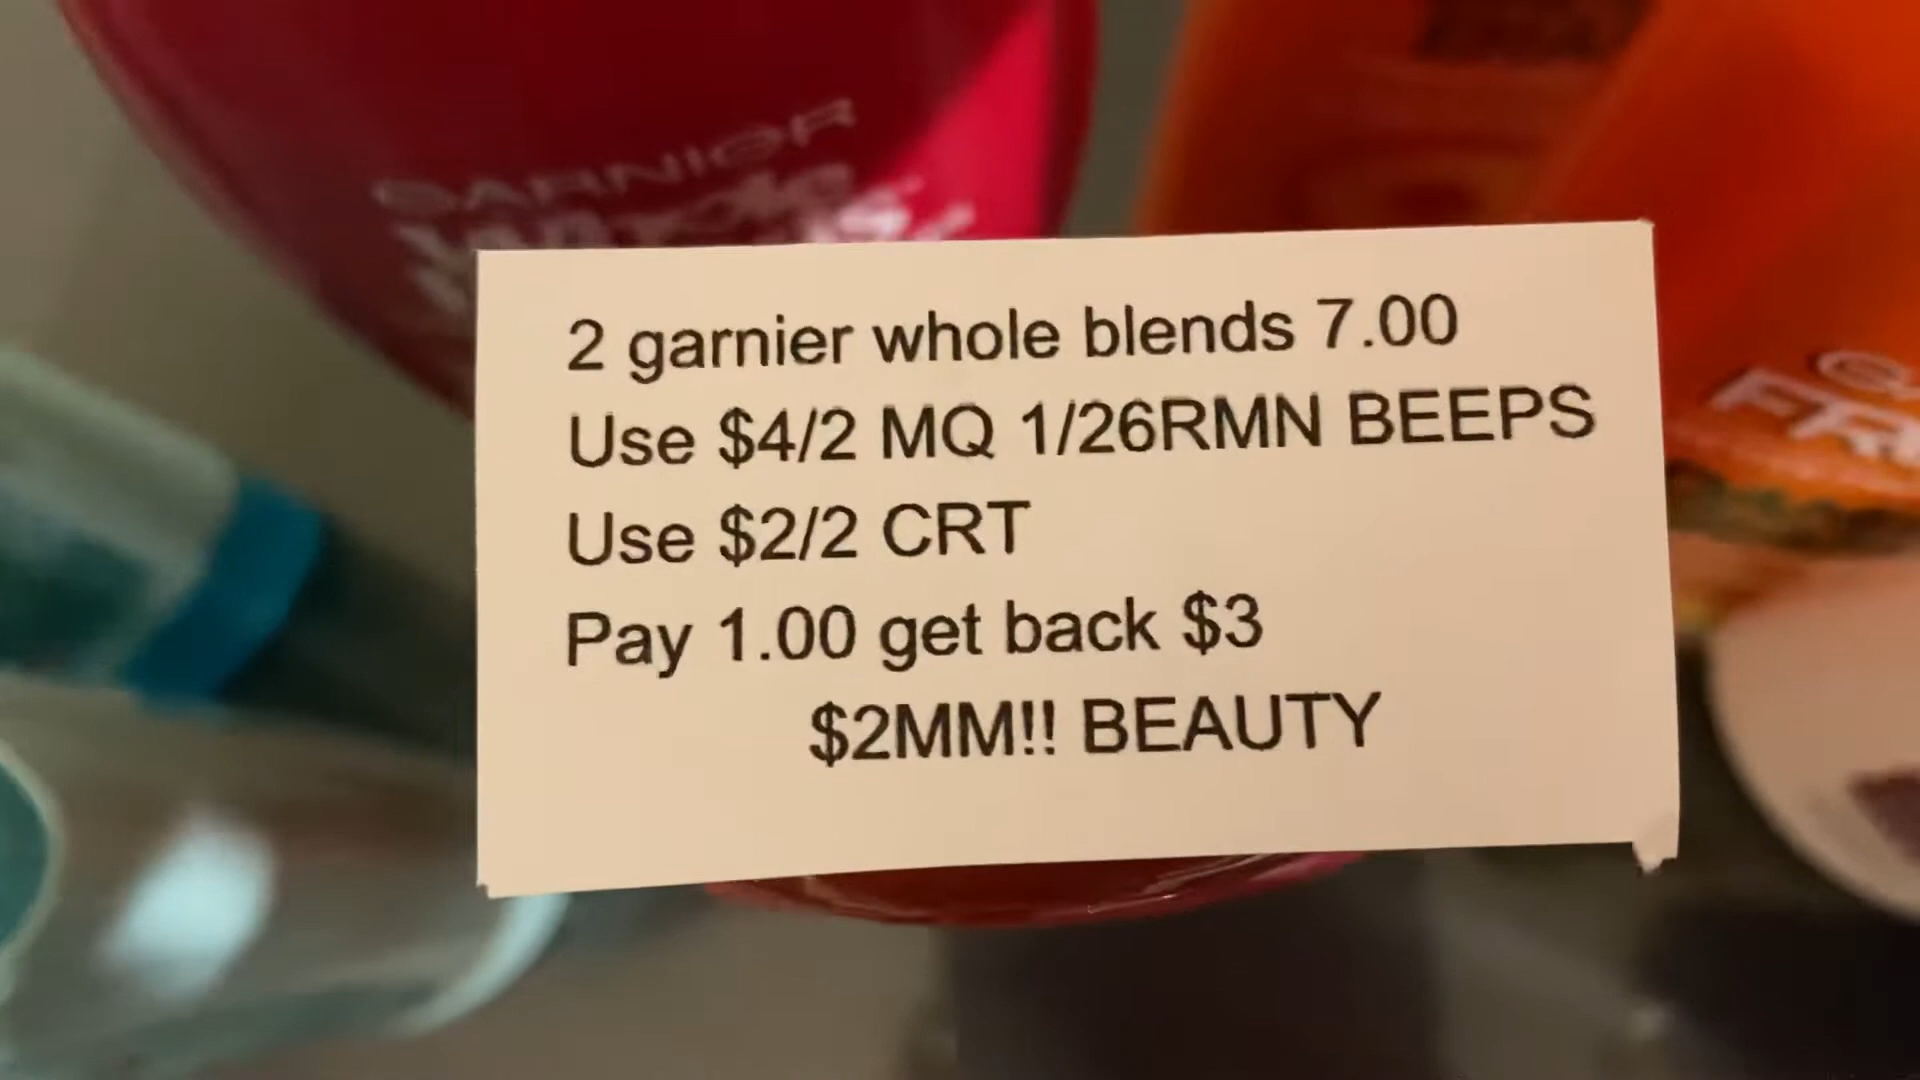 GARNIER
2 garnier whole blends 7.00
Use $4/2 MQ 1/26RMN BEEPS
Use $2/2 CRT
Pay 1.00 get back $3
$2MM!! BEAUTY